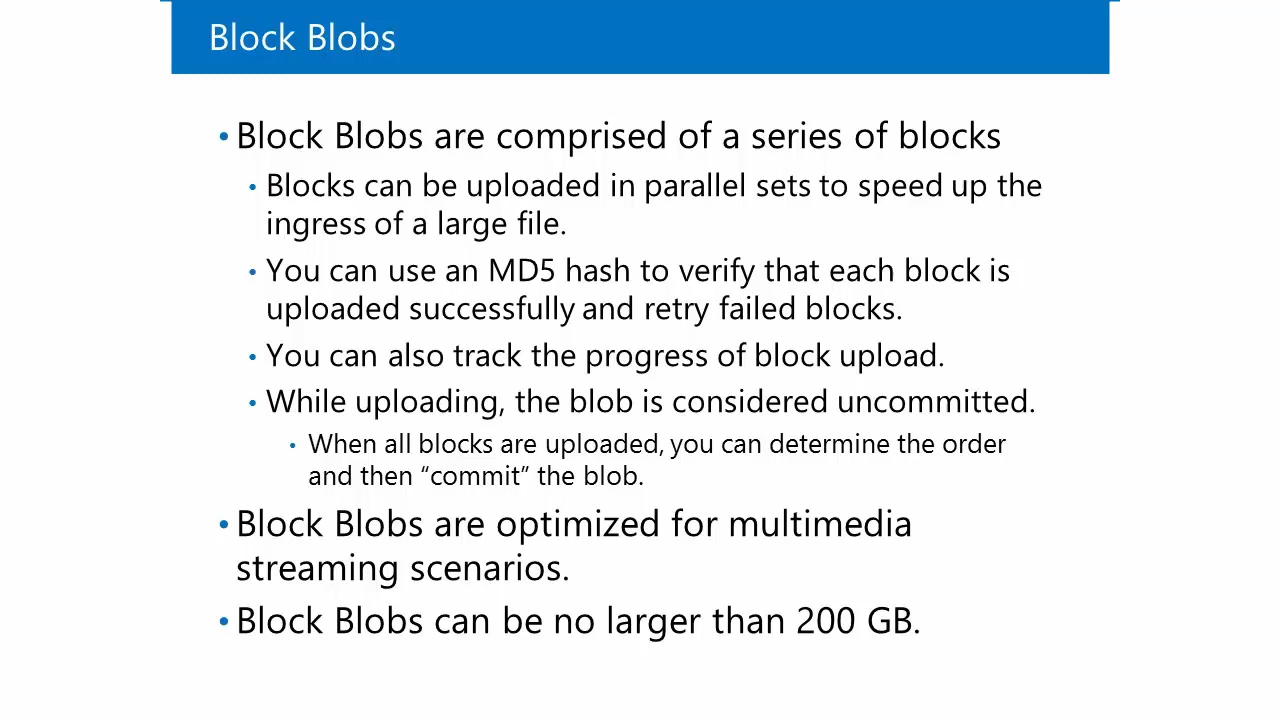 Block Blobs
• Block Blobs are comprised of a series of blocks
• Blocks can be uploaded in parallel sets to speed up the
ingress of a large file.
• You can use an MD5 hash to verify that each block is
uploaded successfully and retry failed blocks.
• You can also track the progress of block upload.
• While uploading, the blob is considered uncommitted.
• When all blocks are uploaded, you can determine the order
and then “commit” the blob.
• Block Blobs are optimized for multimedia
streaming scenarios.
• Block Blobs can be no larger than 200 GB.